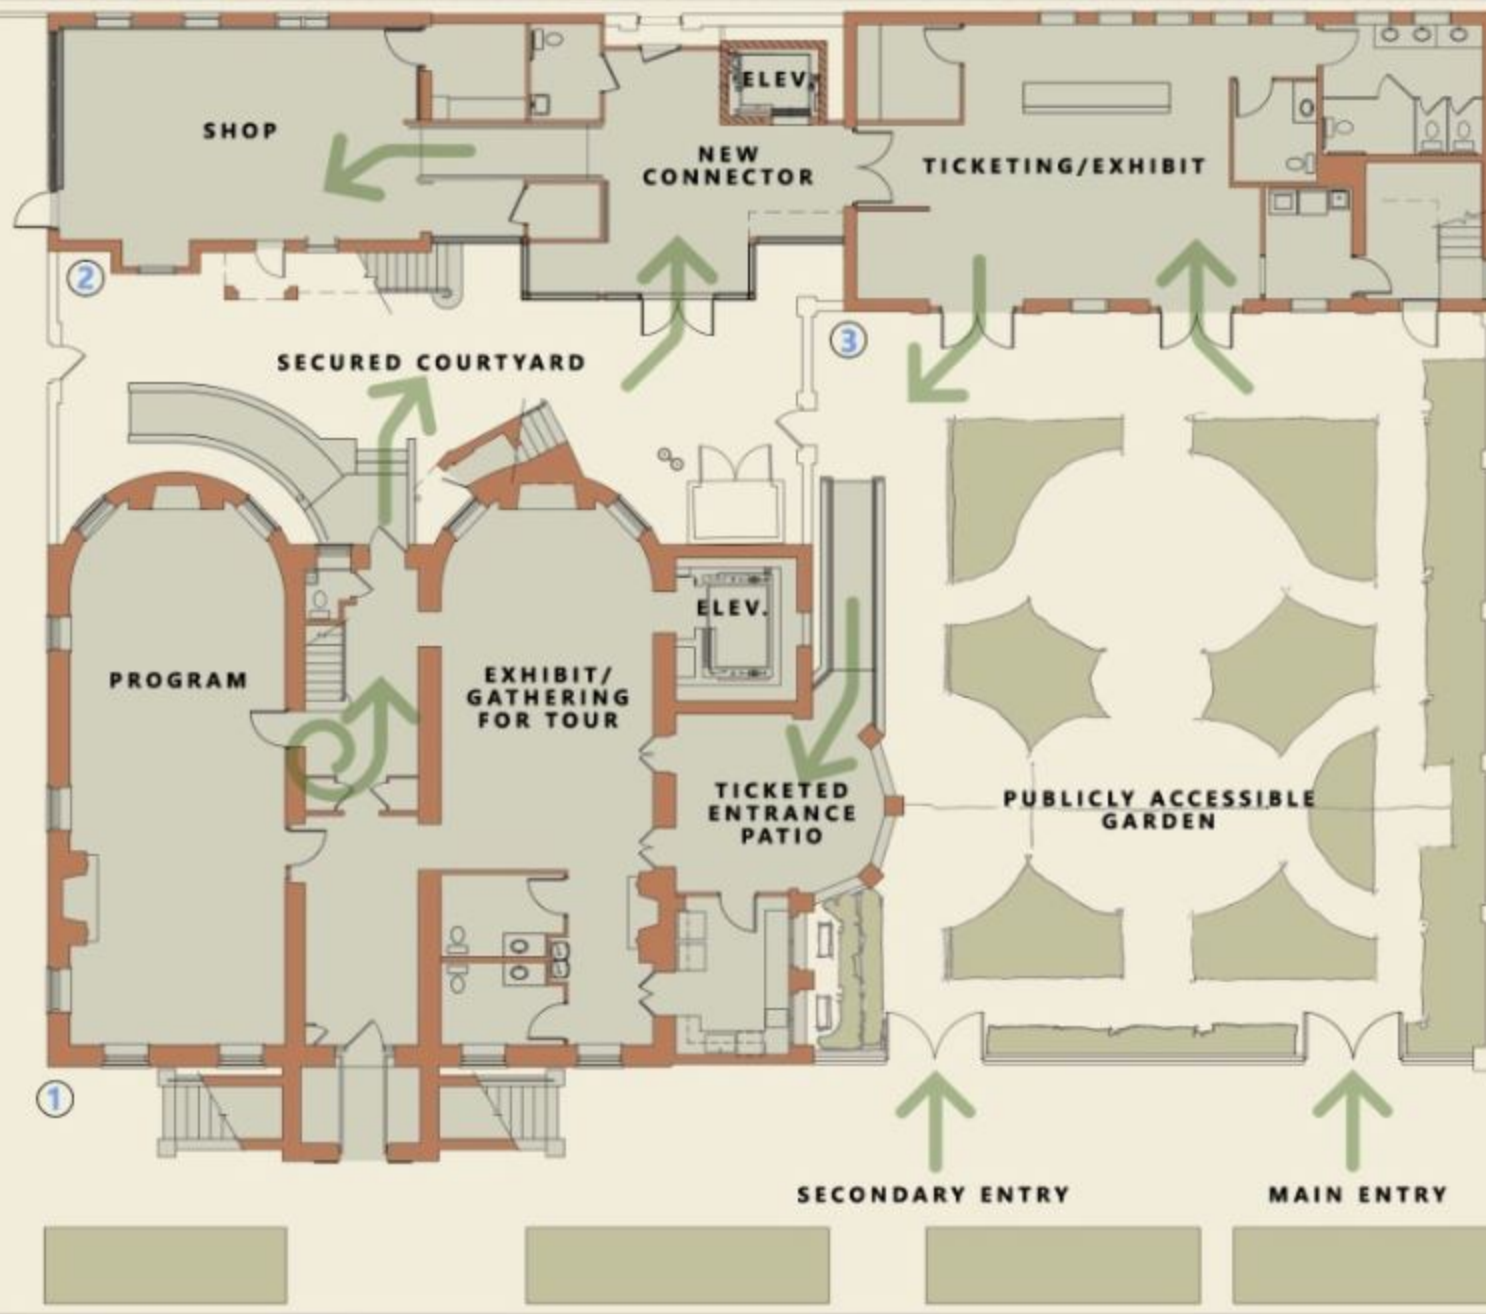 ELEV.
SHOP
NEW
CONNECTOR
TICKETING/EXHIBIT
2
3
SECURED COURTYARD
ELEV.
PROGRAM
EXHIBIT/
GATHERING
FOR TOUR
TICKETED
ENTRANCE
PATIO
PUBLICLY ACCESSIBLE
GARDEN
1
SECONDARY ENTRY
MAIN ENTRY